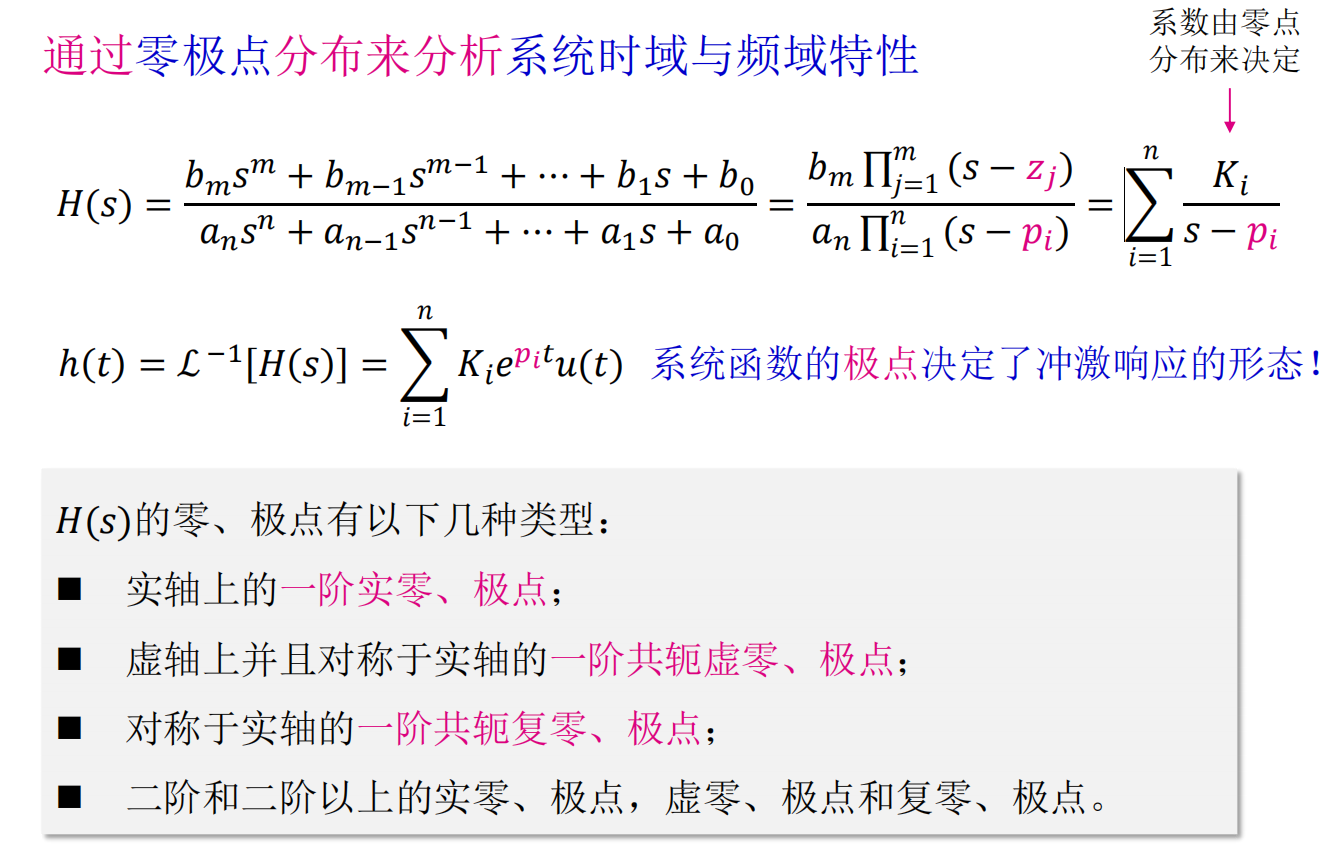 通过零极点分布来分析系统时域与频域特性
系数由零点
分布来决定
H(s) = \frac{b_m s^m + b_{m-1} s^{m-1} + ⋯ + b_1 s + b_0}{a_n s^n + a_{n-1} s^{n-1} + ⋯ + a_1 s + a_0} = \frac{b_m ∏_{j=1}^{m} (s − z_j)}{a_n ∏_{i=1}^{n} (s − p_i)} = ∑_{i=1}^{n} \frac{K_i}{s − p_i}
h(t) = ℒ^{−1}[H(s)] = ∑_{i=1}^{n} K_i e^{p_i t} u(t) 系统函数的极点决定了冲激响应的形态！
H(s)的零、极点有以下几种类型：
■ 实轴上的一阶实零、极点；
■ 虚轴上并且对称于实轴的一阶共轭虚零、极点；
■ 对称于实轴的一阶共轭复零、极点；
■ 二阶和二阶以上的实零、极点，虚零、极点和复零、极点。